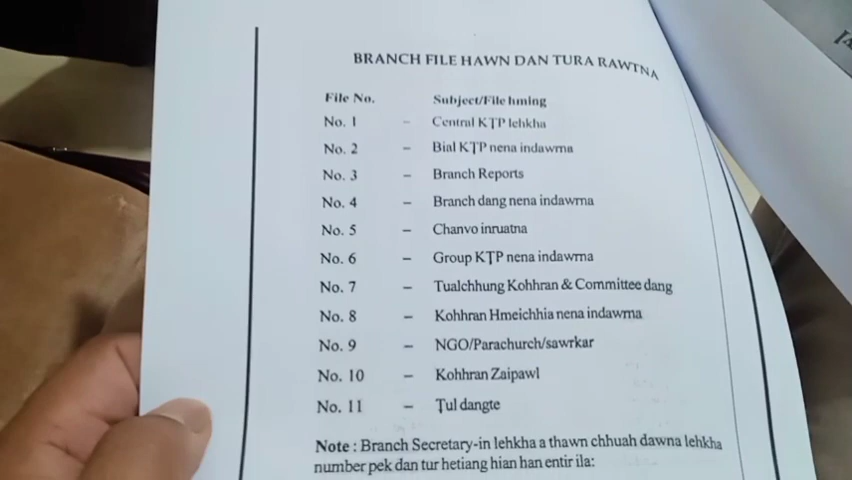 BRANCH FILE HAWN DAN TURA RAWTNA
File No. Subject/File hming
No. 1 – Central KṬP lehkha
No. 2 – Bial KṬP nena indawrna
No. 3 – Branch Reports
No. 4 – Branch dang nena indawrna
No. 5 – Chanvo inruatna
No. 6 – Group KṬP nena indawrna
No. 7 – Tualchhung Kohhran & Committee dang
No. 8 – Kohhran Hmeichhia nena indawrna
No. 9 – NGO/Parachurch/sawrkar
No. 10 – Kohhran Zaipawl
No. 11 – Ṭul dangte
Note : Branch Secretary-in lehkha a thawn chhuah dawna lehkha
number pek dan tur hetiang hian han entir ila: